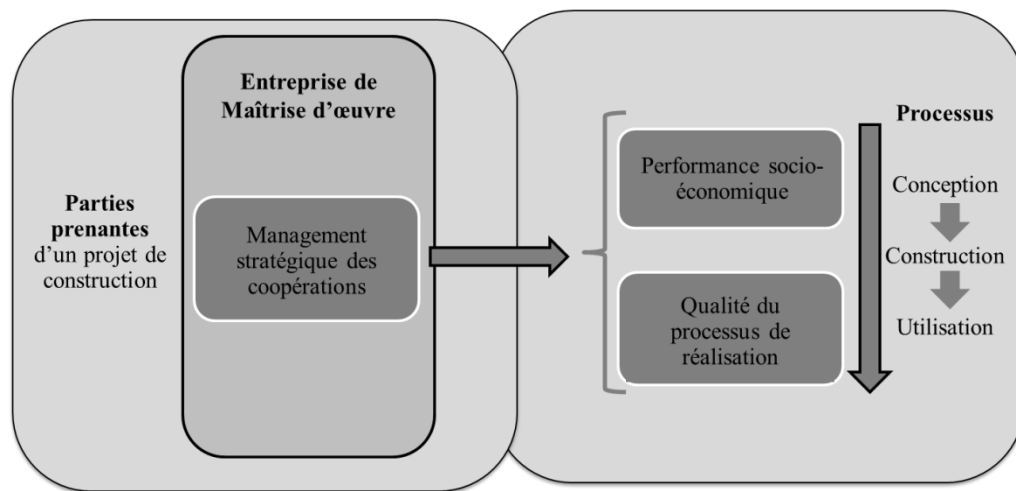 Parties
prenantes
d'un projet de
construction
Entreprise de
Maîtrise d'œuvre
Management
stratégique des
coopérations
Performance socio-
économique
Qualité du
processus de
réalisation
Processus
Conception
Construction
Utilisation